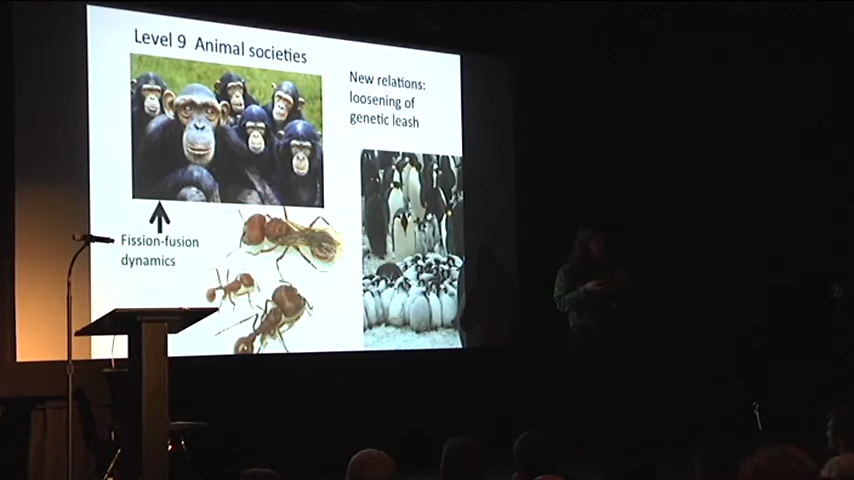 Level 9 Animal societies
New relations:
loosening of
genetic leash
Fission-fusion
dynamics